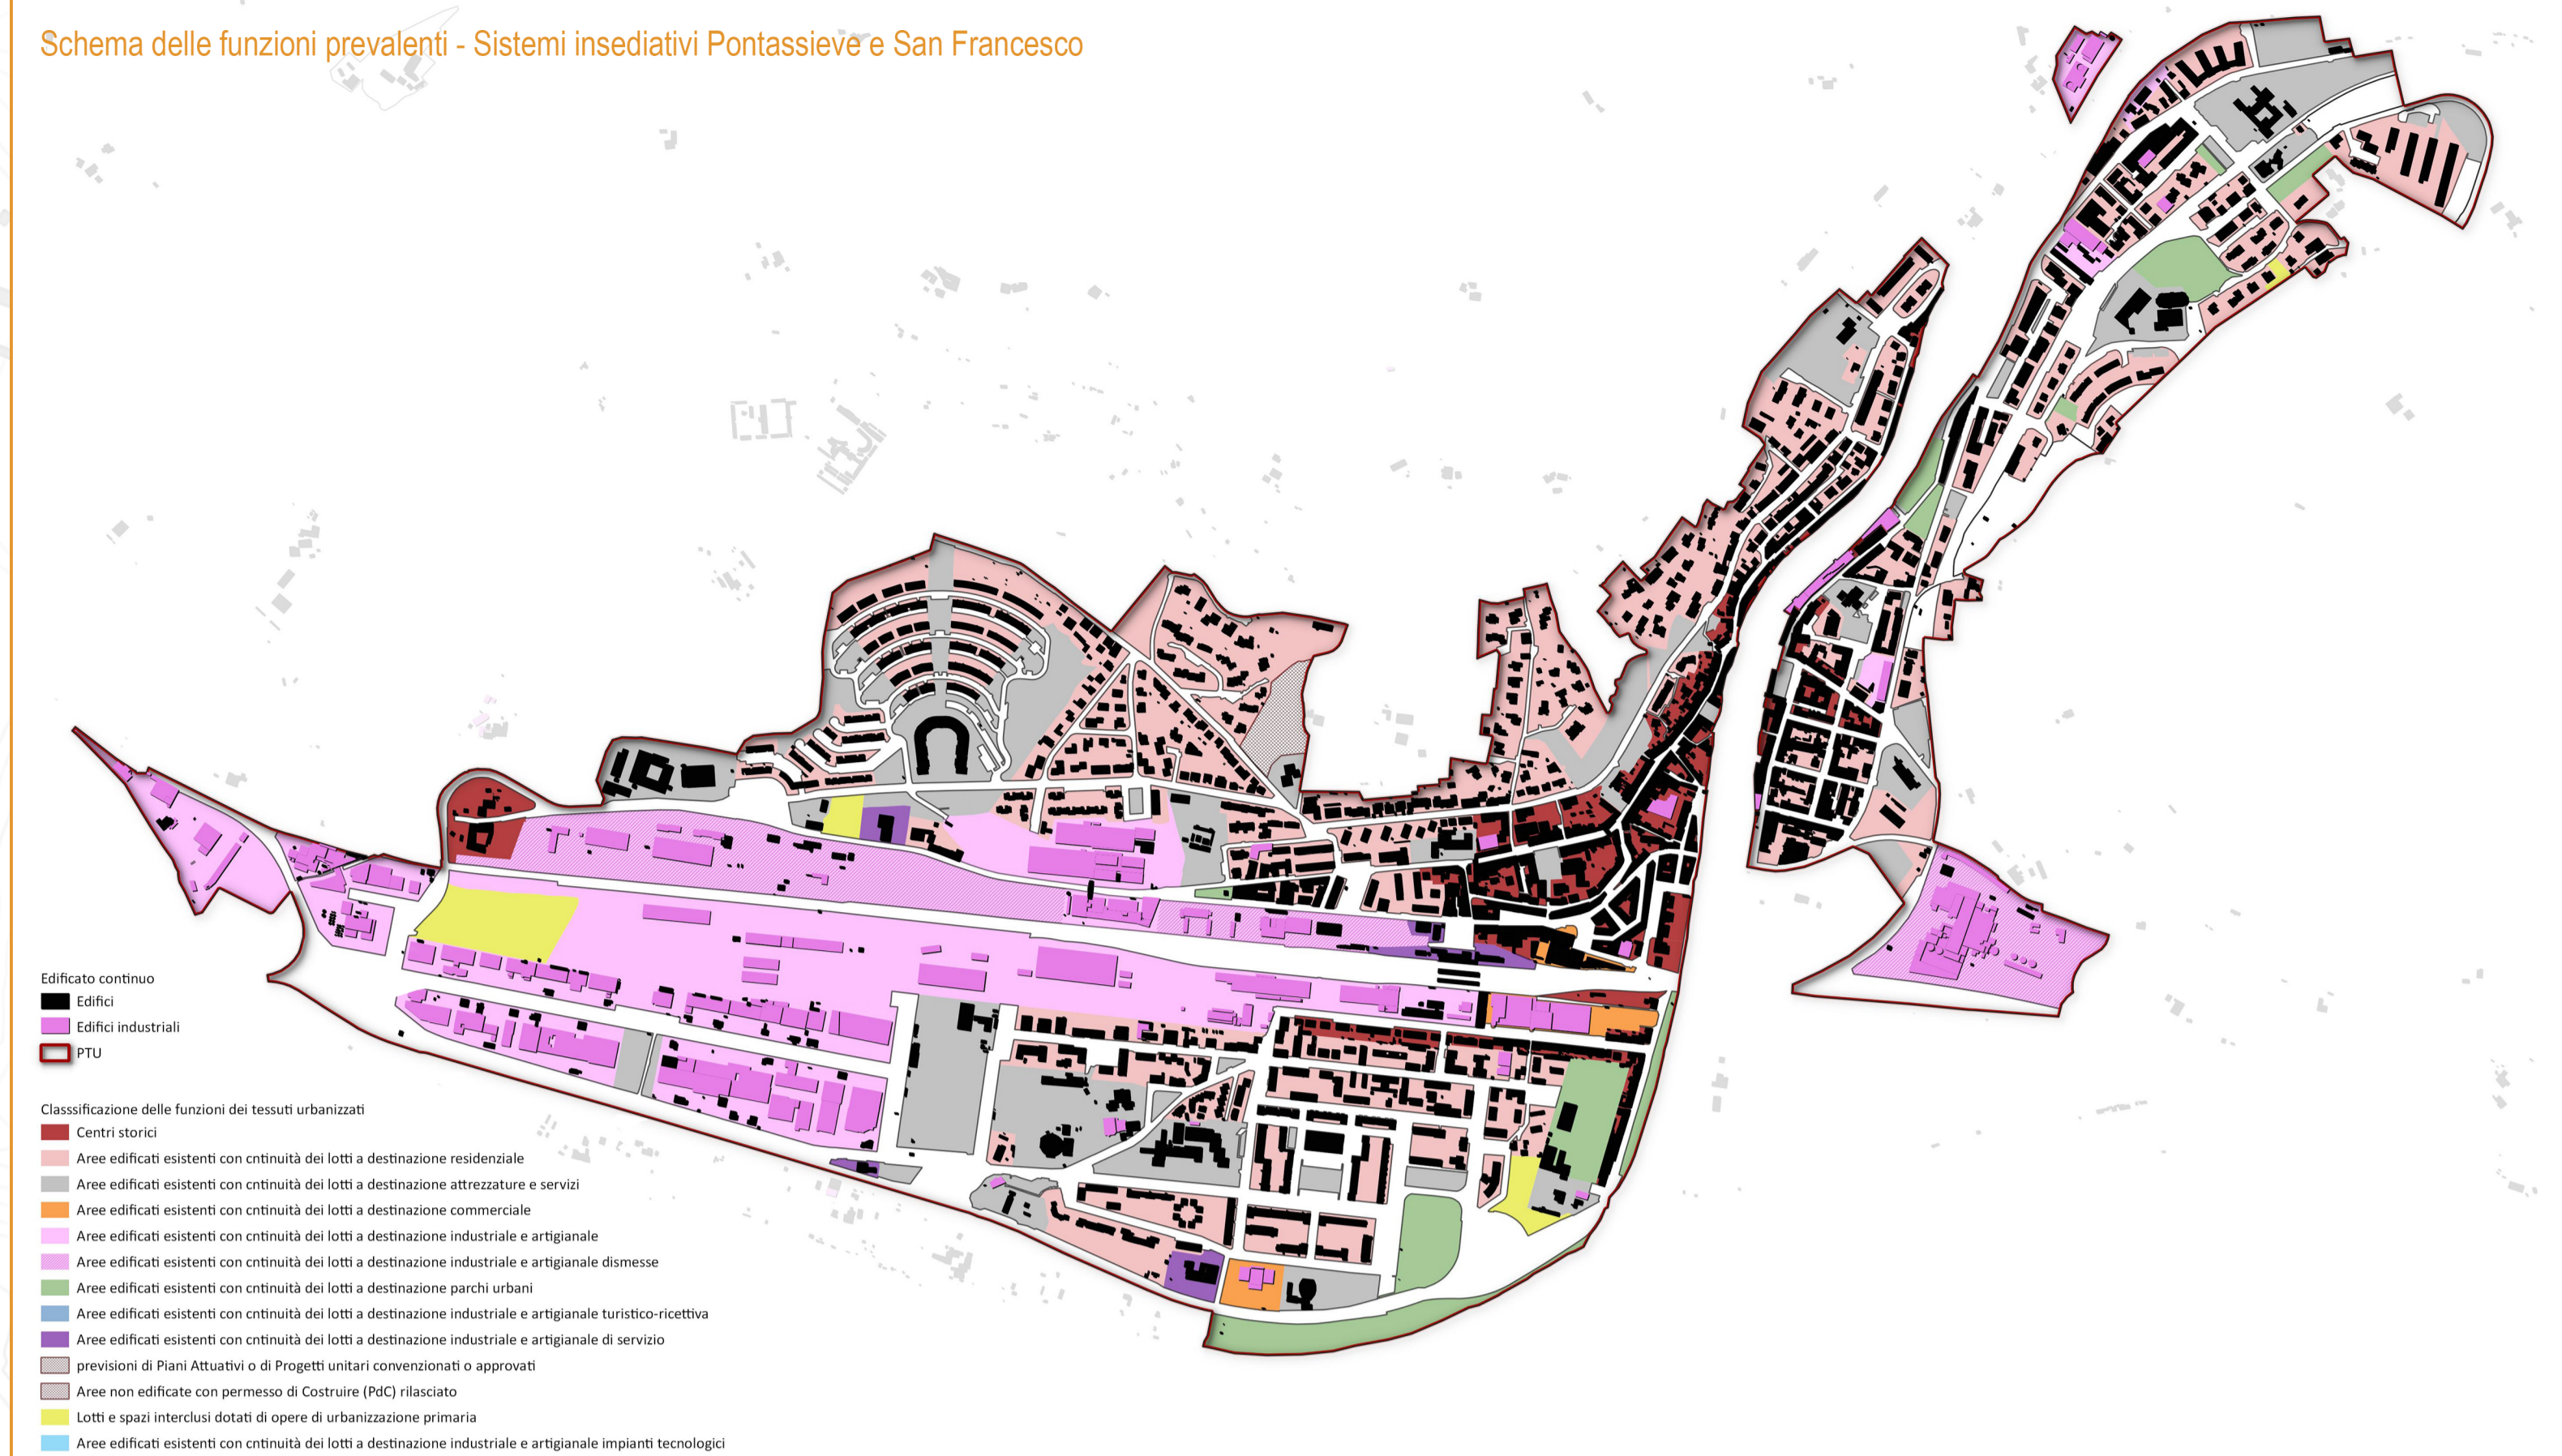 Schema delle funzioni prevalenti - Sistemi insediativi Pontassieve e San Francesco
Edificato continuo
Edifici
Edifici industriali
PTU
Classsificazione delle funzioni dei tessuti urbanizzati
Centri storici
Aree edificati esistenti con cntinuità dei lotti a destinazione residenziale
Aree edificati esistenti con cntinuità dei lotti a destinazione attrezzature e servizi
Aree edificati esistenti con cntinuità dei lotti a destinazione commerciale
Aree edificati esistenti con cntinuità dei lotti a destinazione industriale e artigianale
Aree edificati esistenti con cntinuità dei lotti a destinazione industriale e artigianale dismesse
Aree edificati esistenti con cntinuità dei lotti a destinazione parchi urbani
Aree edificati esistenti con cntinuità dei lotti a destinazione industriale e artigianale turistico-ricettiva
Aree edificati esistenti con cntinuità dei lotti a destinazione industriale e artigianale di servizio
previsioni di Piani Attuativi o di Progetti unitari convenzionati o approvati
Aree non edificate con permesso di Costruire (PdC) rilasciato
Lotti e spazi interclusi dotati di opere di urbanizzazione primaria
Aree edificati esistenti con cntinuità dei lotti a destinazione industriale e artigianale impianti tecnologici